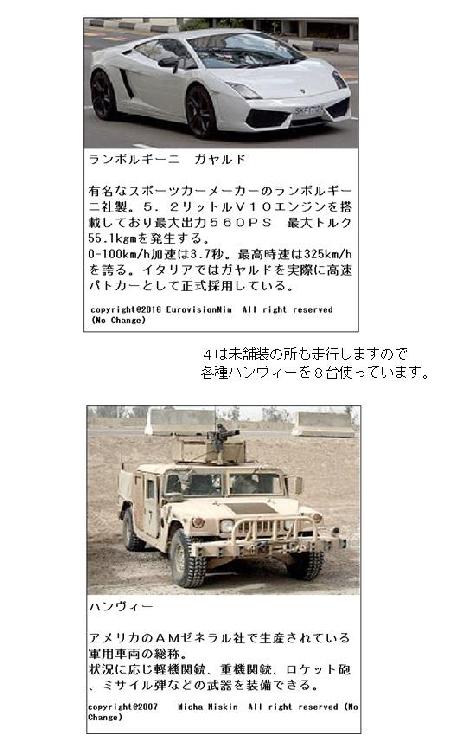 ランボルギーニ　ガヤルド
有名なスポーツカーメーカーのランボルギー
ニ社製。５．２リットルＶ１０エンジンを搭
載しており最大出力５６０ＰＳ　最大トルク
55.1kgmを発生する。
0-100km/h加速は3.7秒。最高時速は325km/h
を誇る。イタリアではガヤルドを実際に高速
パトカーとして正式採用している。
copyright@2010 EurovisionNim　All right reserved
(No Change)
４は未舗装の所も走行しますので
各種ハンヴィーを８台使っています。
ハンヴィー
アメリカのＡＭゼネラル社で生産されている
軍用車両の総称。
状況に応じ軽機関銃、重機関銃、ロケット砲
、ミサイル弾などの武器を装備できる。
copyright@2007　　Micha Niskin　All right reserved (No
Change)